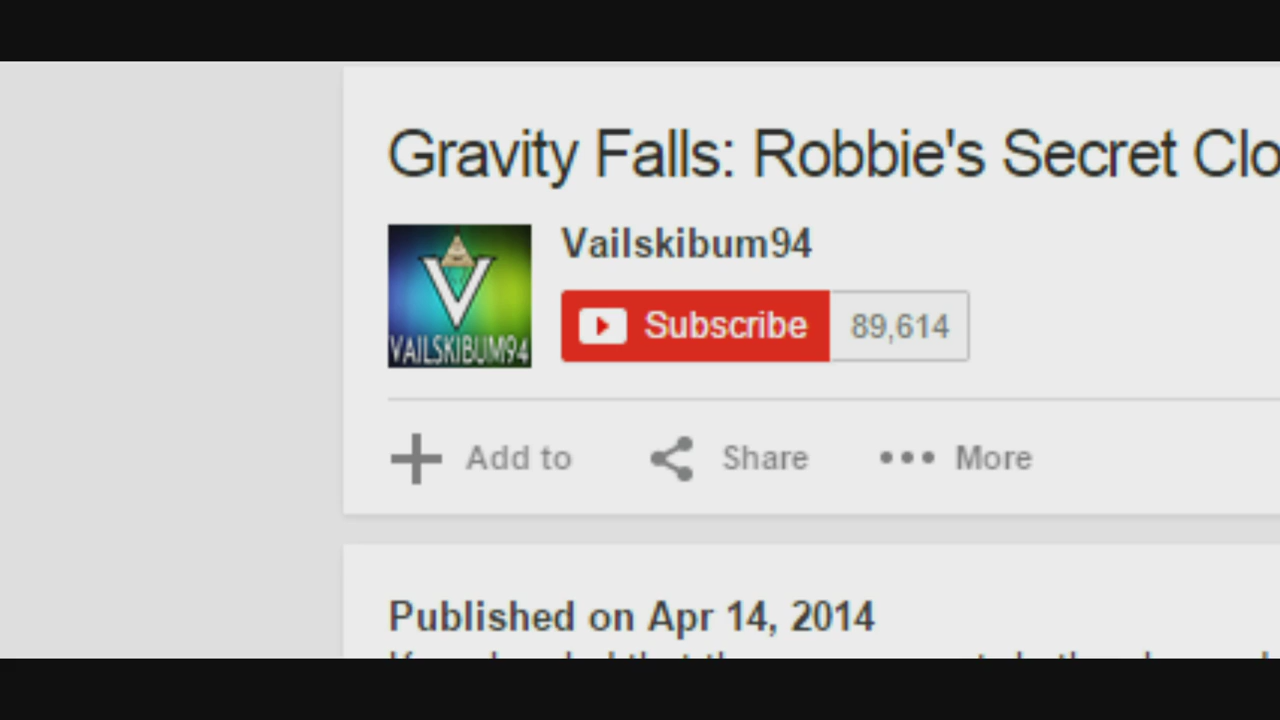 Gravity Falls: Robbie's Secret Clo
Vailskibum94
VAILSKIBUM94
Subscribe 89,614
Add to Share More
Published on Apr 14, 2014